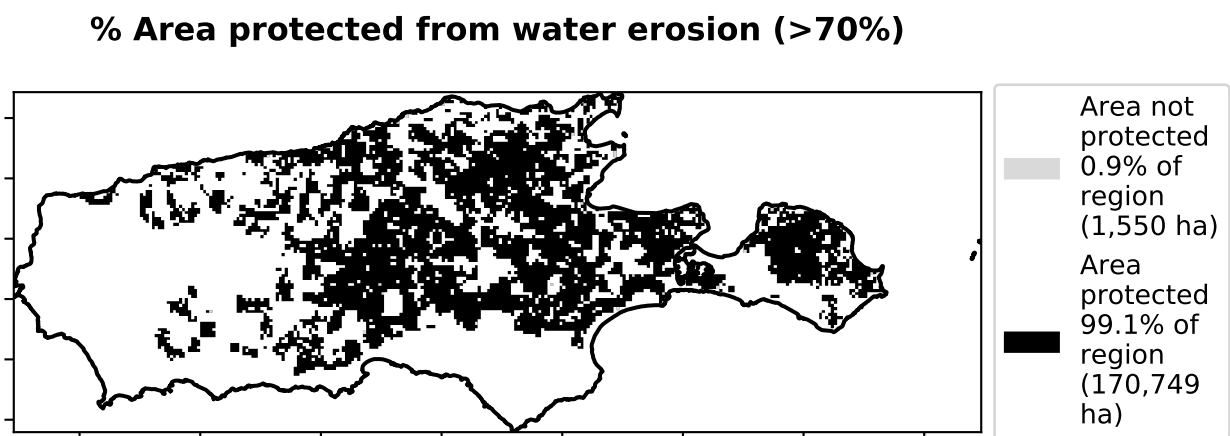 % Area protected from water erosion (>70%)
Area not
protected
0.9% of
region
(1,550 ha)
Area
protected
99.1% of
region
(170,749
ha)